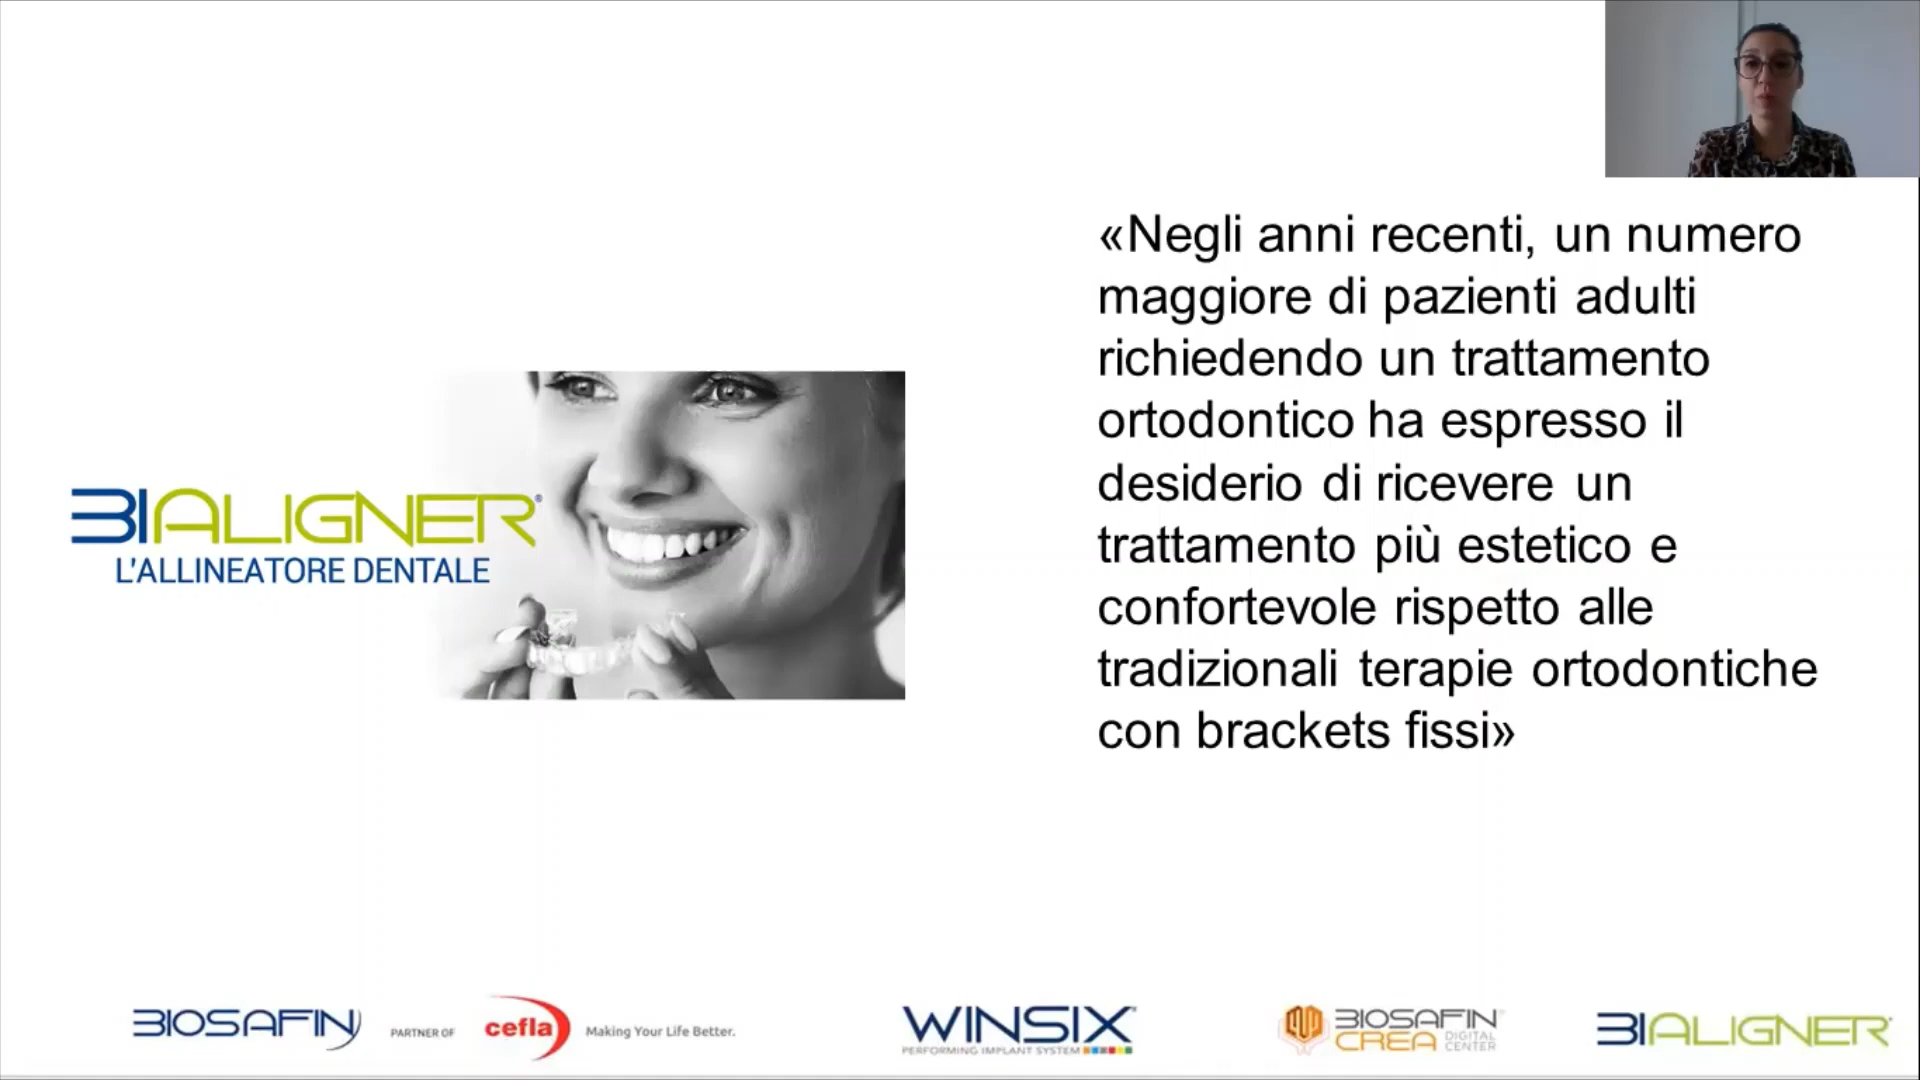 «Negli anni recenti, un numero
maggiore di pazienti adulti
richiedendo un trattamento
ortodontico ha espresso il
desiderio di ricevere un
trattamento più estetico e
confortevole rispetto alle
tradizionali terapie ortodontiche
con brackets fissi»
BIALIGNER®
L'ALLINEATORE DENTALE
BIOSAFIN
PARTNER OF
cefla
Making Your Life Better.
WINSIX
PERFORMING IMPLANT SYSTEM
BIOSAFIN
CREA DIGITAL
CENTER
BIALIGNER